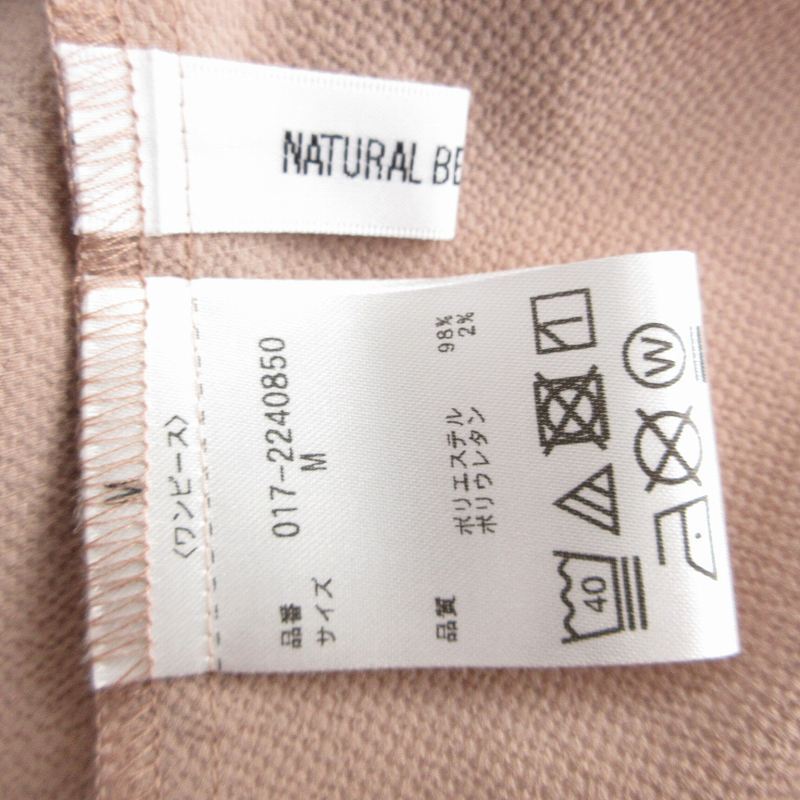 NATURAL BE
M
〈ワンピース〉
品番 017-2240850
サイズ M
品質 ポリエステル 98%
ポリウレタン 2%
40
W